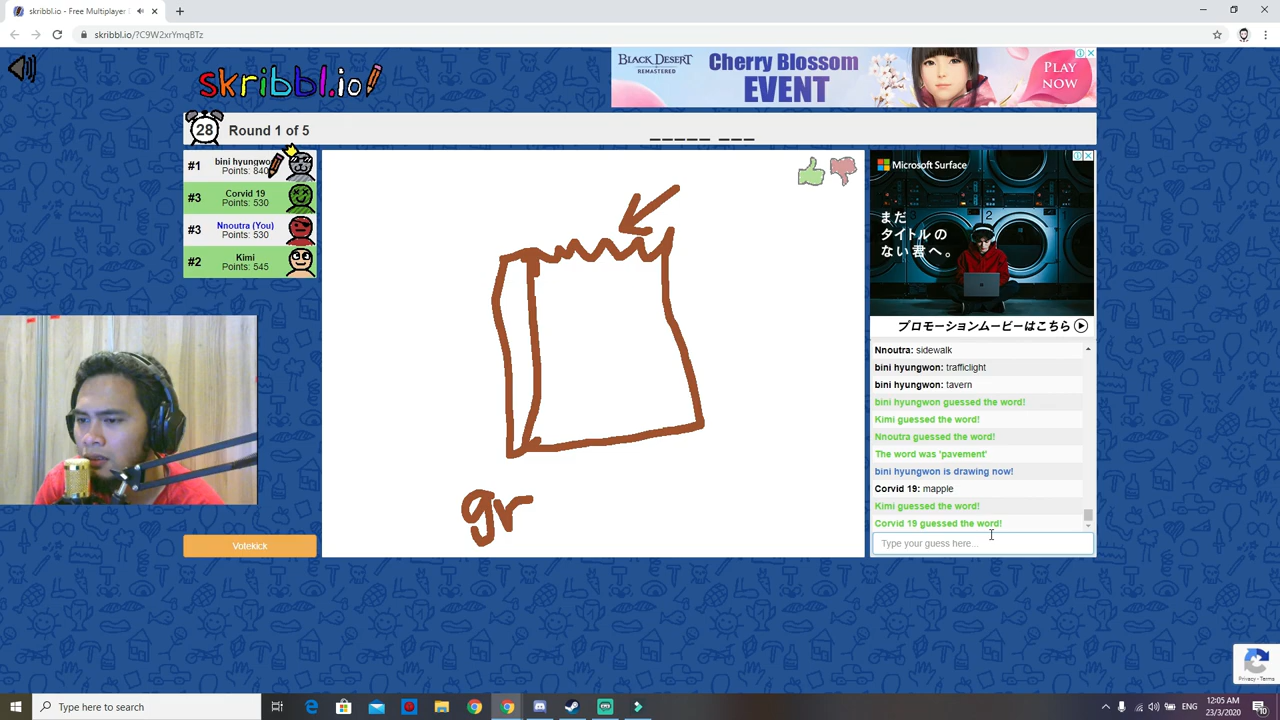 skribbl.io - Free Multiplayer
skribbl.io/?C9W2xrYmqBTz
skribbl.io
BLACK DESERT
REMASTERED
Cherry Blossom
EVENT
PLAY
NOW
28
Round 1 of 5
_____ ___
#1
bini hyungwo
Points: 840
#3
Corvid 19
Points: 530
#3
Nnoutra (You)
Points: 530
#2
Kimi
Points: 545
Votekick
gr
Microsoft Surface
2
まだ
タイトルの
ない書へ。
プロモーションムービーはこちら
Nnoutra: sidewalk
bini hyungwon: trafficlight
bini hyungwon: tavern
bini hyungwon guessed the word!
Kimi guessed the word!
Nnoutra guessed the word!
The word was 'pavement'
bini hyungwon is drawing now!
Corvid 19: mapple
Kimi guessed the word!
Corvid 19 guessed the word!
Type your guess here...
Privacy - Terms
Type here to search
ENG
12:05 AM
23/3/2020
10